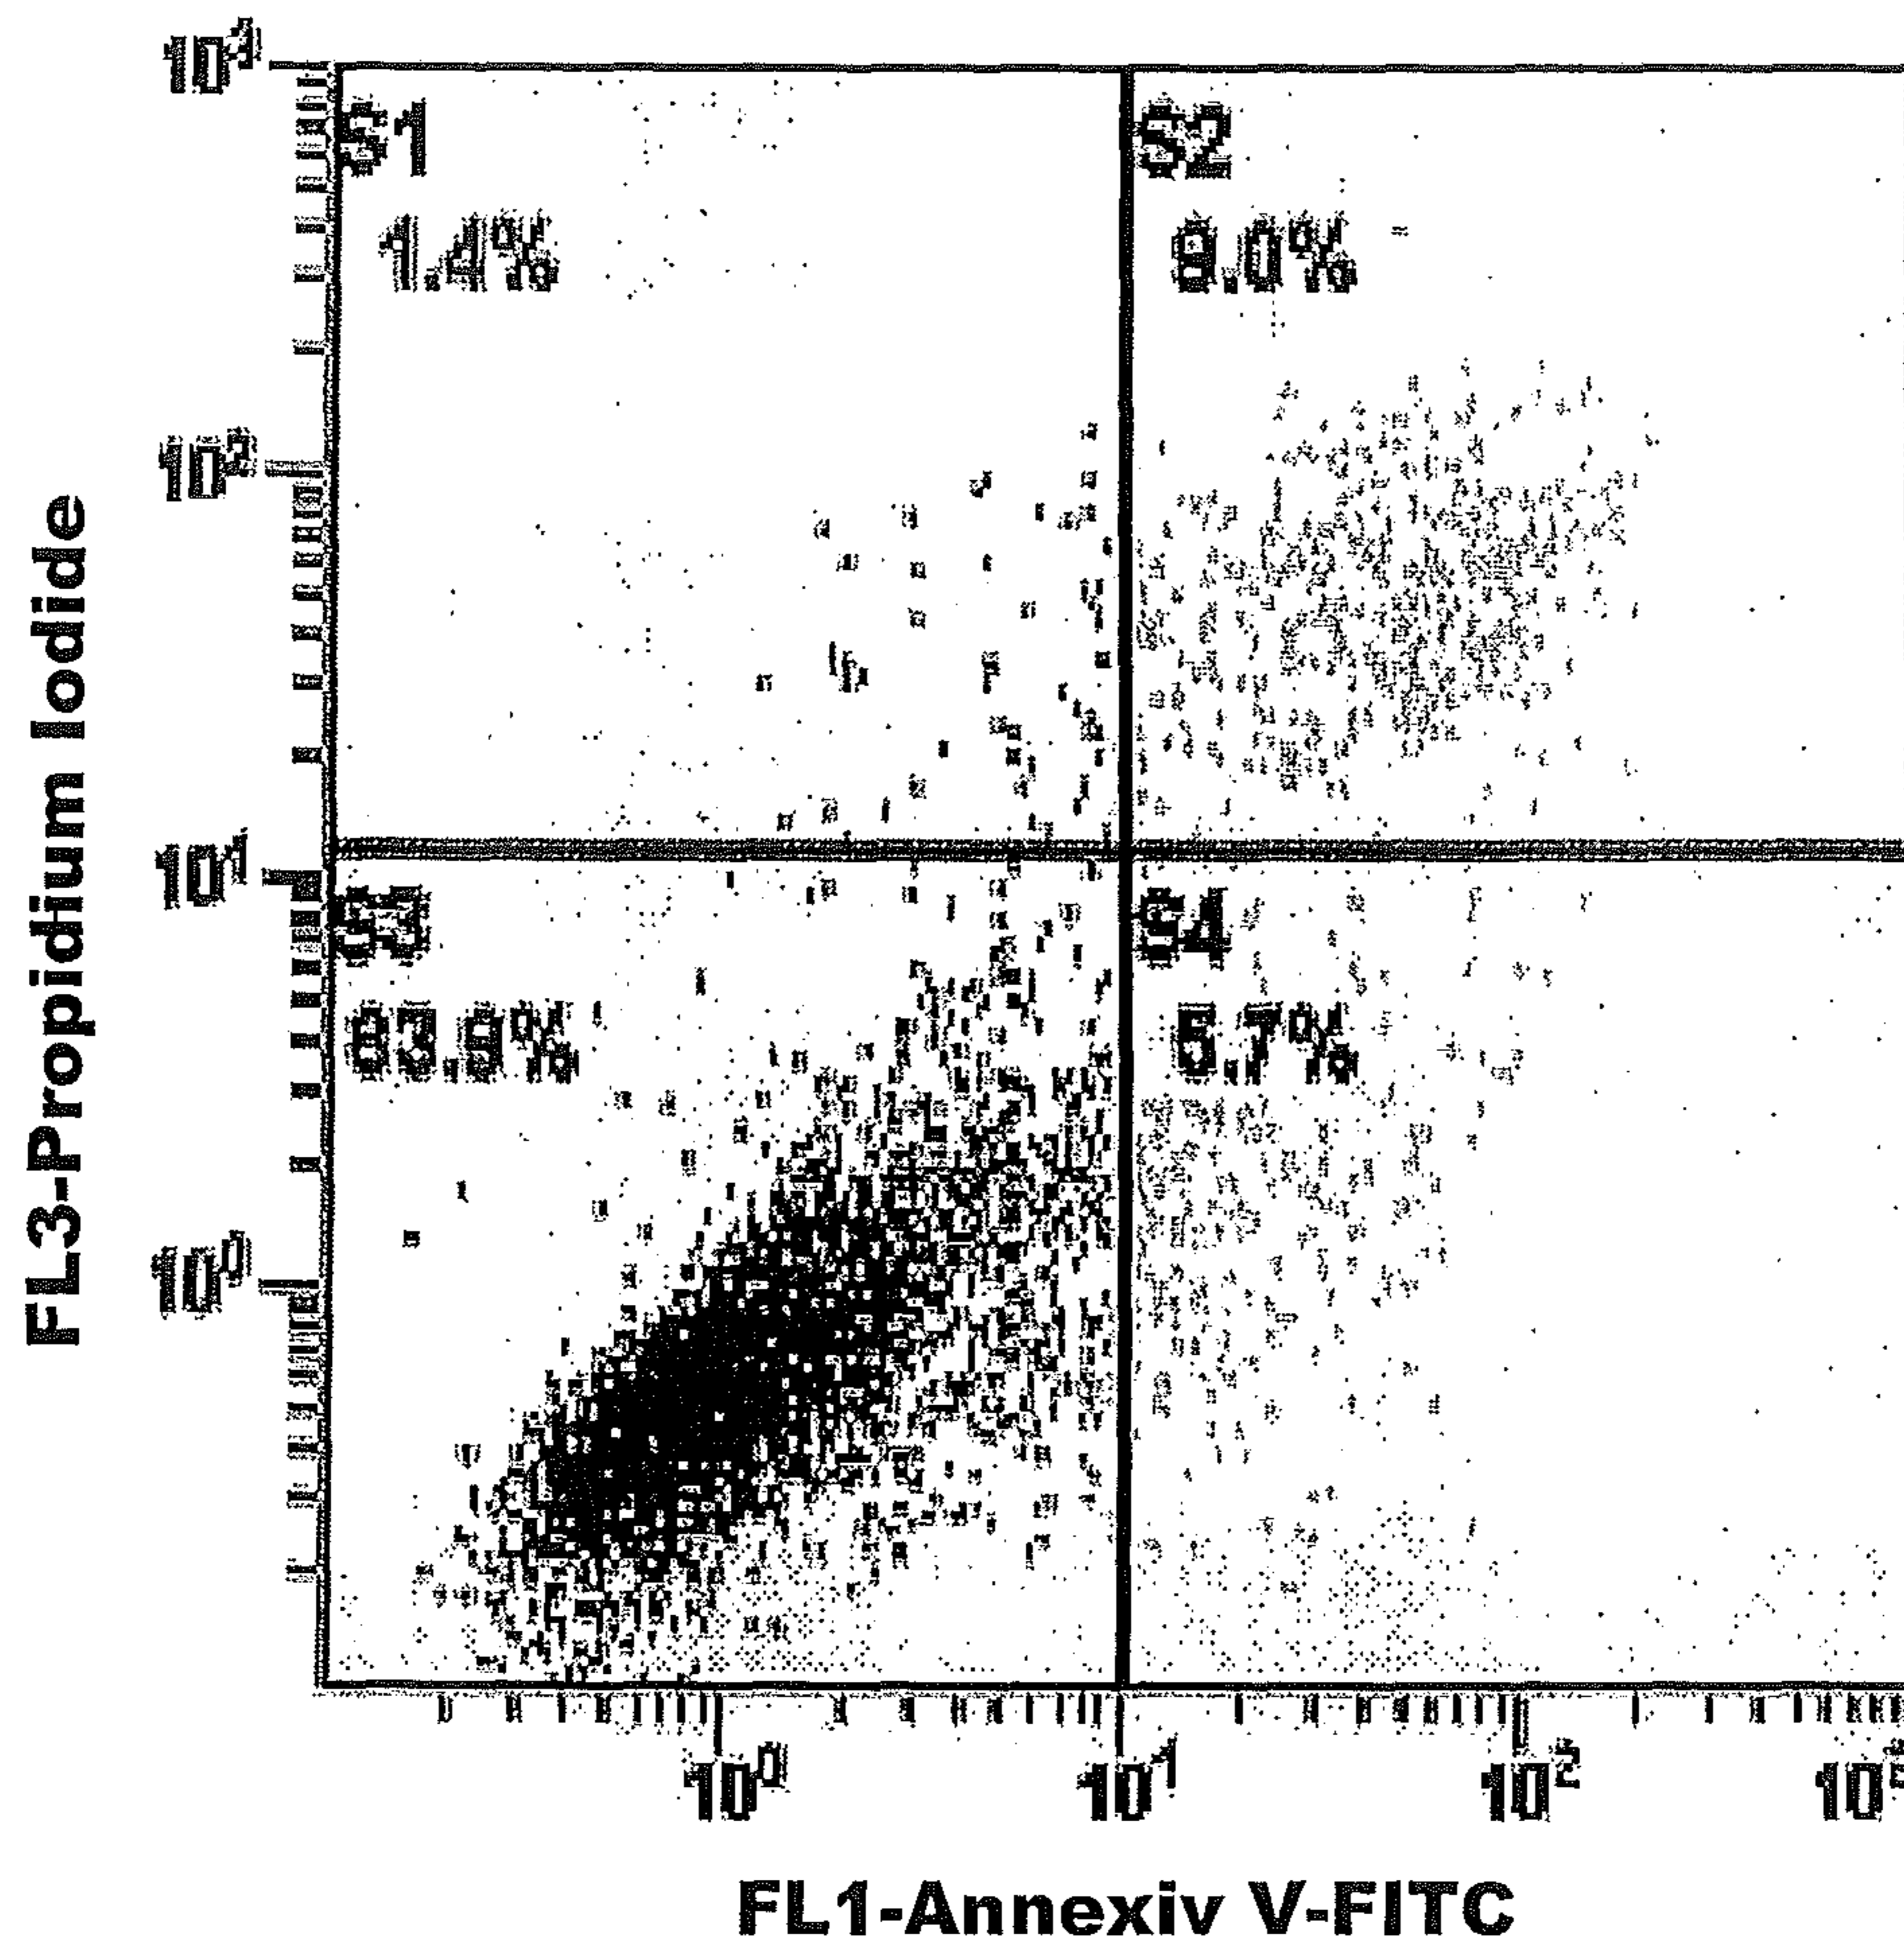 10³
S1
S2
1.4%
9.0%
10²
FL3-Propidium Iodide
10¹
S3
S4
83.9%
5.7%
10⁰
10⁰
10¹
10²
10
FL1-Annexiv V-FITC